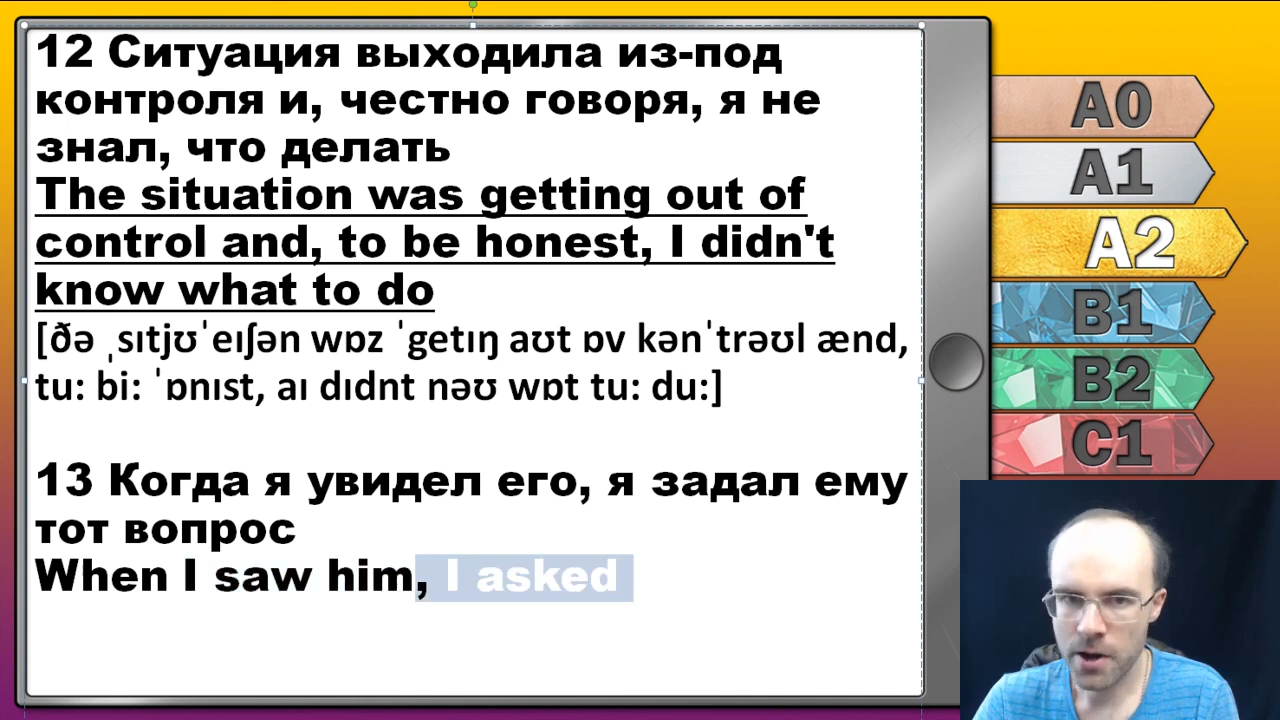 12 Ситуация выходила из-под
контроля и, честно говоря, я не
знал, что делать
The situation was getting out of
control and, to be honest, I didn't
know what to do
[ðə ˌsɪtjʊˈeɪʃən wɒz ˈgetɪŋ aʊt ɒv kənˈtrəʊl ænd,
tu: bi: ˈɒnɪst, aɪ dɪdnt nəʊ wɒt tu: du:]
13 Когда я увидел его, я задал ему
тот вопрос
When I saw him, I asked
A0
A1
A2
B1
B2
C1